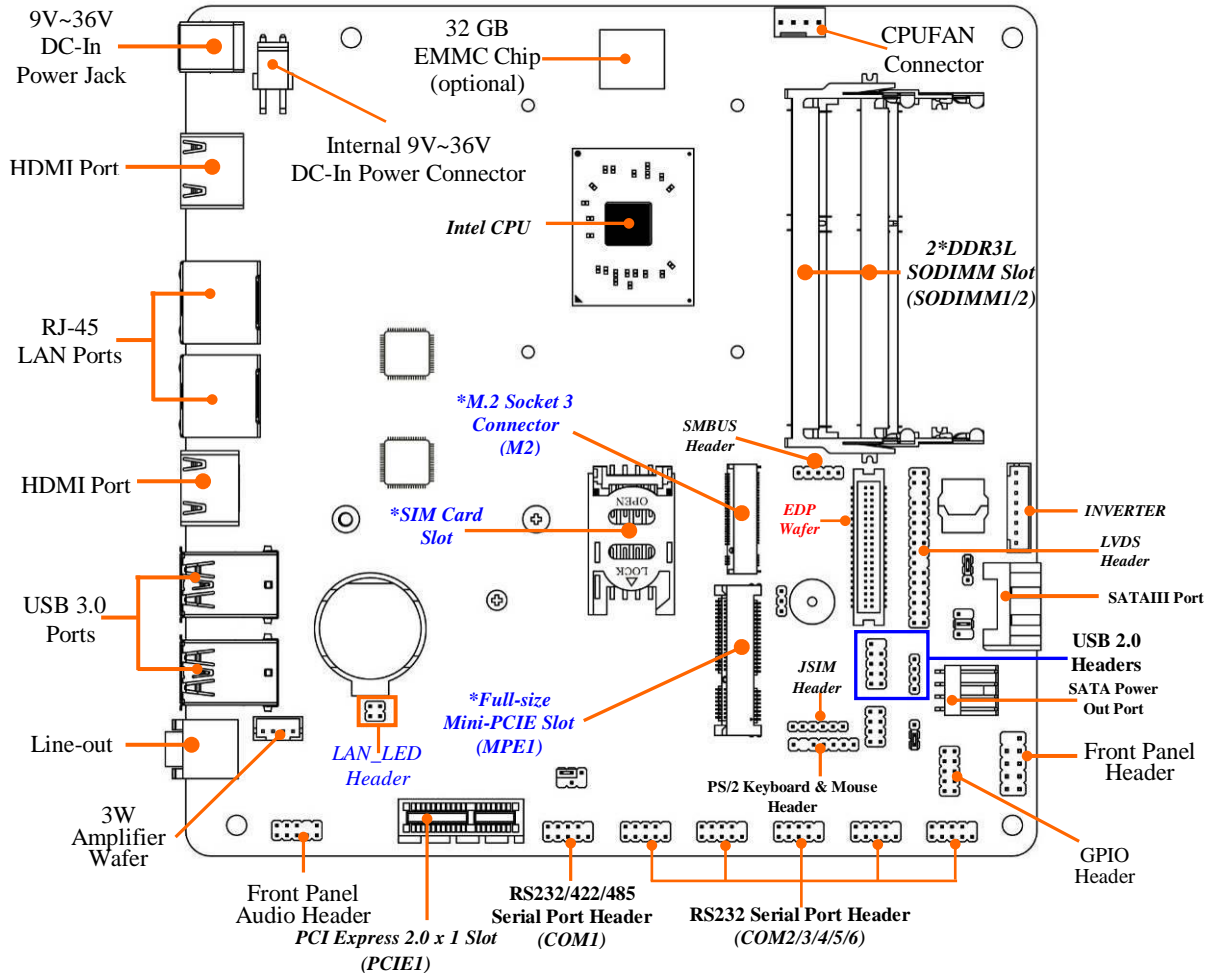 9V~36V
DC-In
Power Jack
32 GB
EMMC Chip
(optional)
CPUFAN
Connector
Internal 9V~36V
DC-In Power Connector
HDMI Port
Intel CPU
2*DDR3L
SODIMM Slot
(SODIMM1/2)
RJ-45
LAN Ports
*M.2 Socket 3
Connector
(M2)
SMBUS
Header
HDMI Port
*SIM Card
Slot
OPEN
LOCK
EDP
Wafer
INVERTER
LVDS
Header
SATAIII Port
USB 3.0
Ports
USB 2.0
Headers
JSIM
Header
SATA Power
Out Port
*Full-size
Mini-PCIE Slot
(MPE1)
Line-out
LAN_LED
Header
Front Panel
Header
PS/2 Keyboard & Mouse
Header
3W
Amplifier
Wafer
GPIO
Header
Front Panel
Audio Header
PCI Express 2.0 x 1 Slot
(PCIE1)
RS232/422/485
Serial Port Header
(COM1)
RS232 Serial Port Header
(COM2/3/4/5/6)